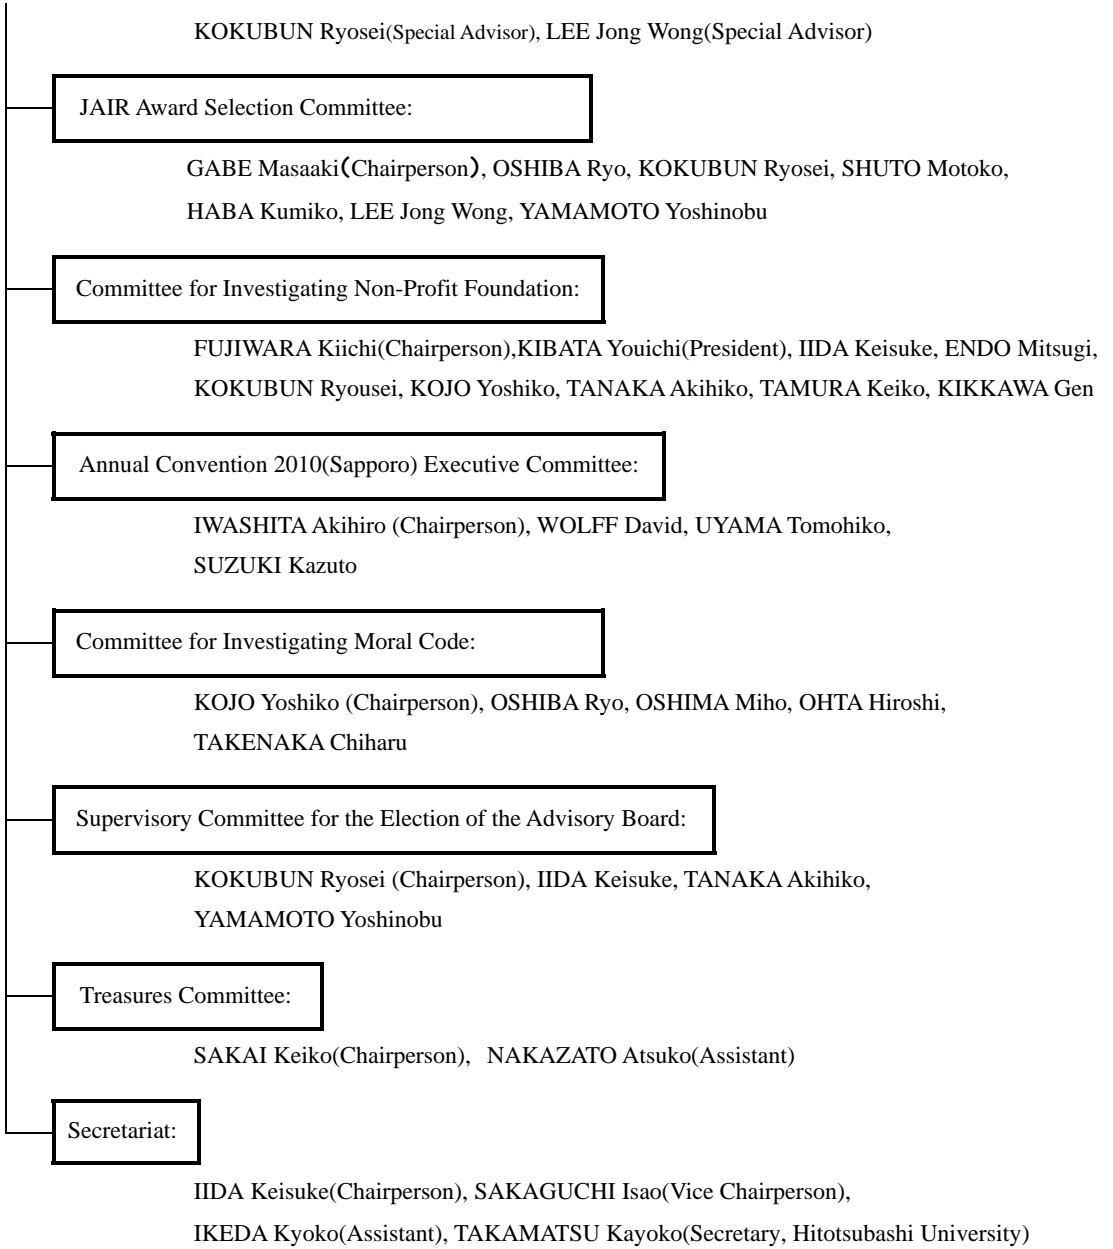 KOKUBUN Ryosei(Special Advisor), LEE Jong Wong(Special Advisor)
JAIR Award Selection Committee:
GABE Masaaki(Chairperson), OSHIBA Ryo, KOKUBUN Ryosei, SHUTO Motoko,
HABA Kumiko, LEE Jong Wong, YAMAMOTO Yoshinobu
Committee for Investigating Non-Profit Foundation:
FUJIWARA Kiichi(Chairperson),KIBATA Youichi(President), IIDA Keisuke, ENDO Mitsugi,
KOKUBUN Ryousei, KOJO Yoshiko, TANAKA Akihiko, TAMURA Keiko, KIKKAWA Gen
Annual Convention 2010(Sapporo) Executive Committee:
IWASHITA Akihiro (Chairperson), WOLFF David, UYAMA Tomohiko,
SUZUKI Kazuto
Committee for Investigating Moral Code:
KOJO Yoshiko (Chairperson), OSHIBA Ryo, OSHIMA Miho, OHTA Hiroshi,
TAKENAKA Chiharu
Supervisory Committee for the Election of the Advisory Board:
KOKUBUN Ryosei (Chairperson), IIDA Keisuke, TANAKA Akihiko,
YAMAMOTO Yoshinobu
Treasures Committee:
SAKAI Keiko(Chairperson), NAKAZATO Atsuko(Assistant)
Secretariat:
IIDA Keisuke(Chairperson), SAKAGUCHI Isao(Vice Chairperson),
IKEDA Kyoko(Assistant), TAKAMATSU Kayoko(Secretary, Hitotsubashi University)